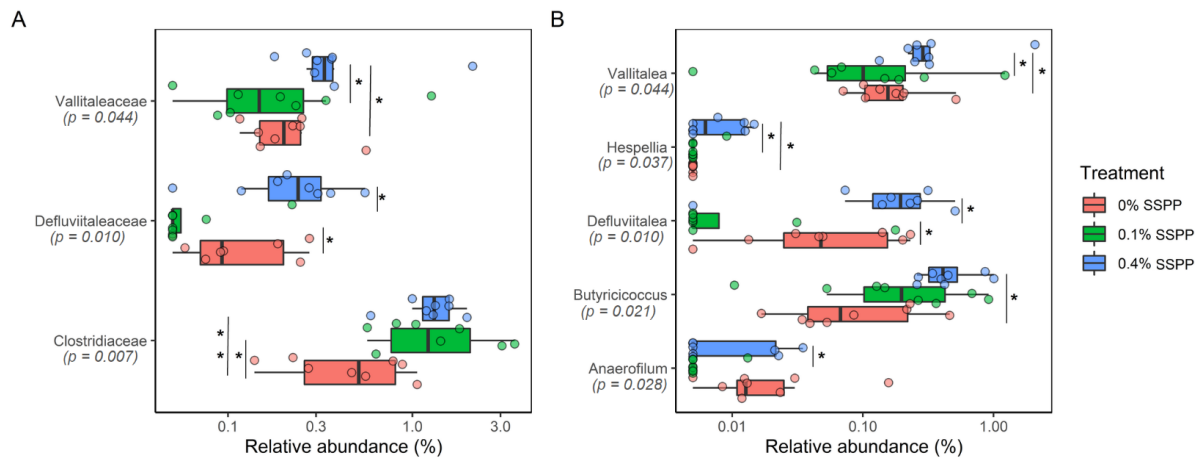 A
Vallitaleaceae
(p = 0.044)
*
*
Defluviitaleaceae
(p = 0.010)
*
*
Clostridiaceae
(p = 0.007)
*
*
*
0.1
0.3
1.0
3.0
Relative abundance (%)
B
Vallitalea
(p = 0.044)
*
*
Hespellia
(p = 0.037)
*
*
Defluviitalea
(p = 0.010)
*
*
Butyricicoccus
(p = 0.021)
*
Anaerofilum
(p = 0.028)
*
0.01
0.10
1.00
Relative abundance (%)
Treatment
0% SSPP
0.1% SSPP
0.4% SSPP